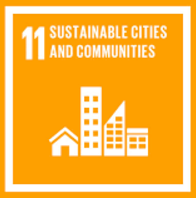 11 SUSTAINABLE CITIES
AND COMMUNITIES